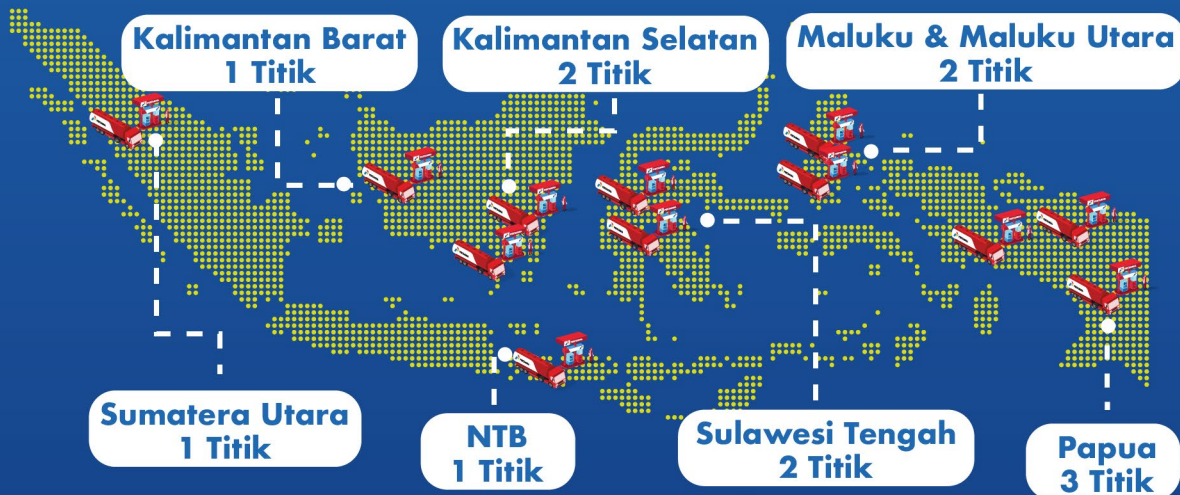 Kalimantan Barat
1 Titik
Kalimantan Selatan
2 Titik
Maluku & Maluku Utara
2 Titik
Sumatera Utara
1 Titik
NTB
1 Titik
Sulawesi Tengah
2 Titik
Papua
3 Titik